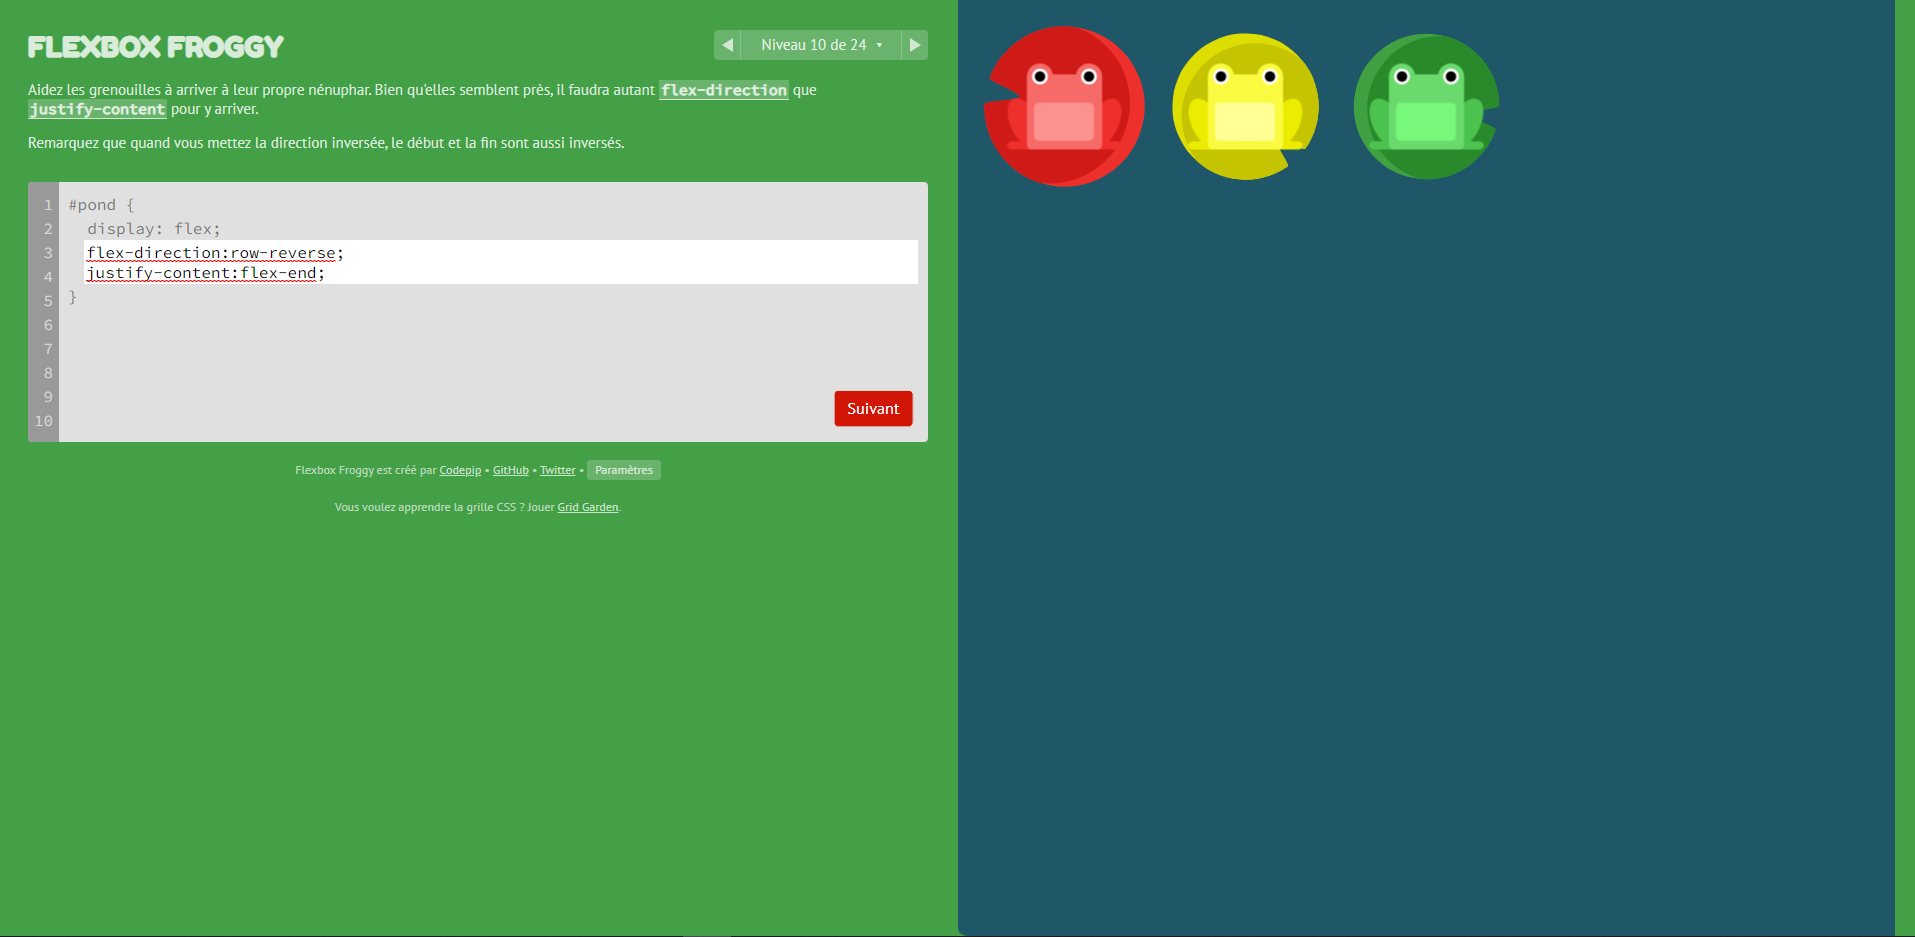 FLEXBOX FROGGY
Niveau 10 de 24
Aidez les grenouilles à arriver à leur propre nénuphar. Bien qu'elles semblent près, il faudra autant flex-direction que
justify-content pour y arriver.
Remarquez que quand vous mettez la direction inversée, le début et la fin sont aussi inversés.
1 #pond {
2 display: flex;
3 flex-direction:row-reverse;
4 justify-content:flex-end;
5 }
6
7
8
9
10
Suivant
Flexbox Froggy est créé par Codepip • GitHub • Twitter • Paramètres
Vous voulez apprendre la grille CSS ? Jouer Grid Garden.